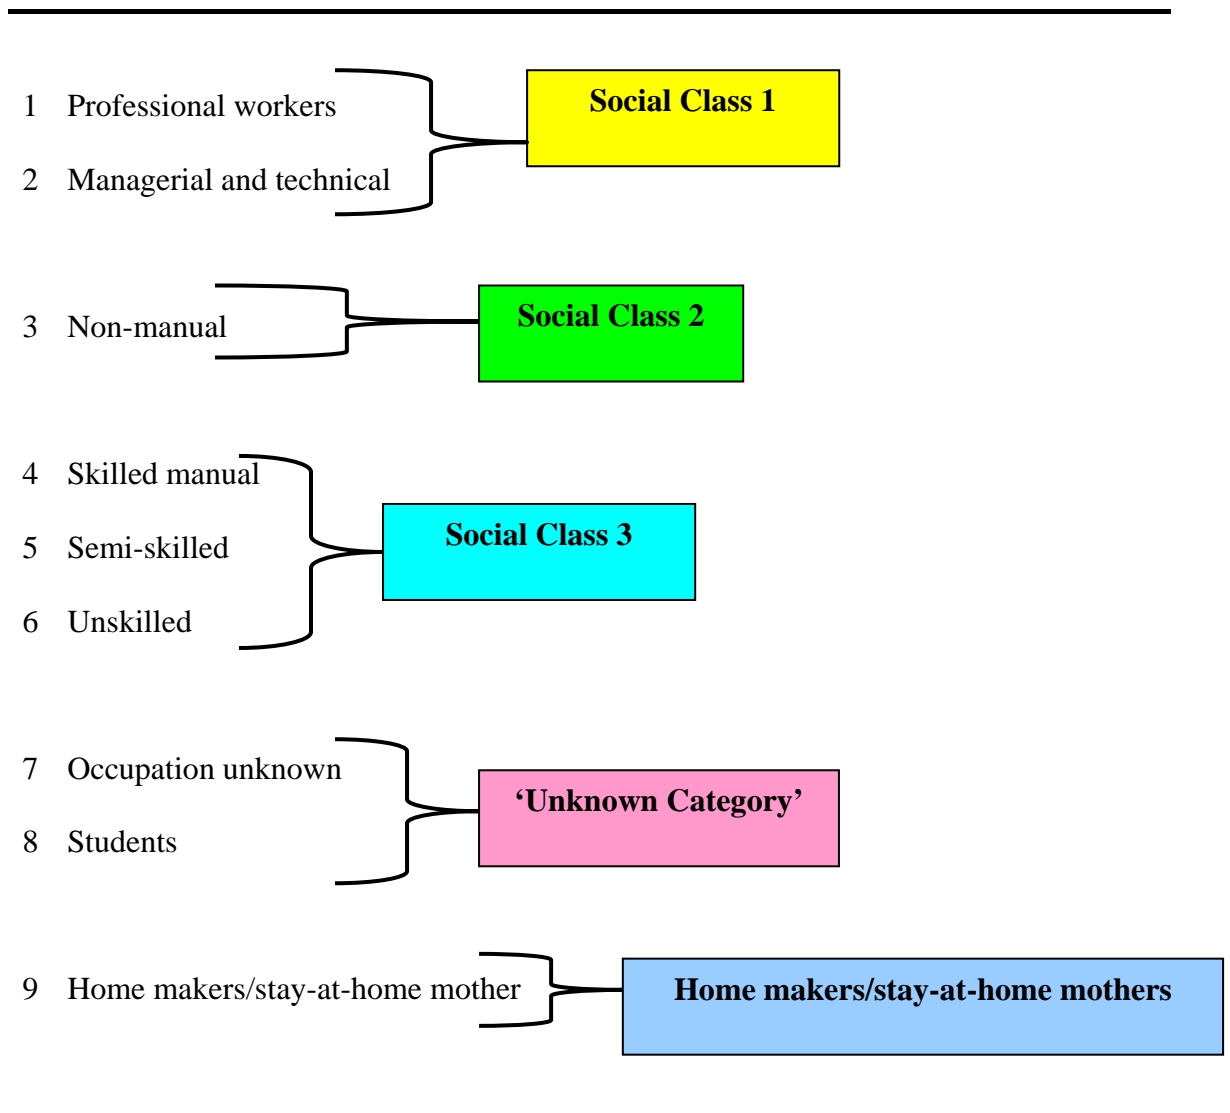 1 Professional workers
Social Class 1
2 Managerial and technical
3 Non-manual
Social Class 2
4 Skilled manual
5 Semi-skilled
Social Class 3
6 Unskilled
7 Occupation unknown
‘Unknown Category’
8 Students
9 Home makers/stay-at-home mother
Home makers/stay-at-home mothers